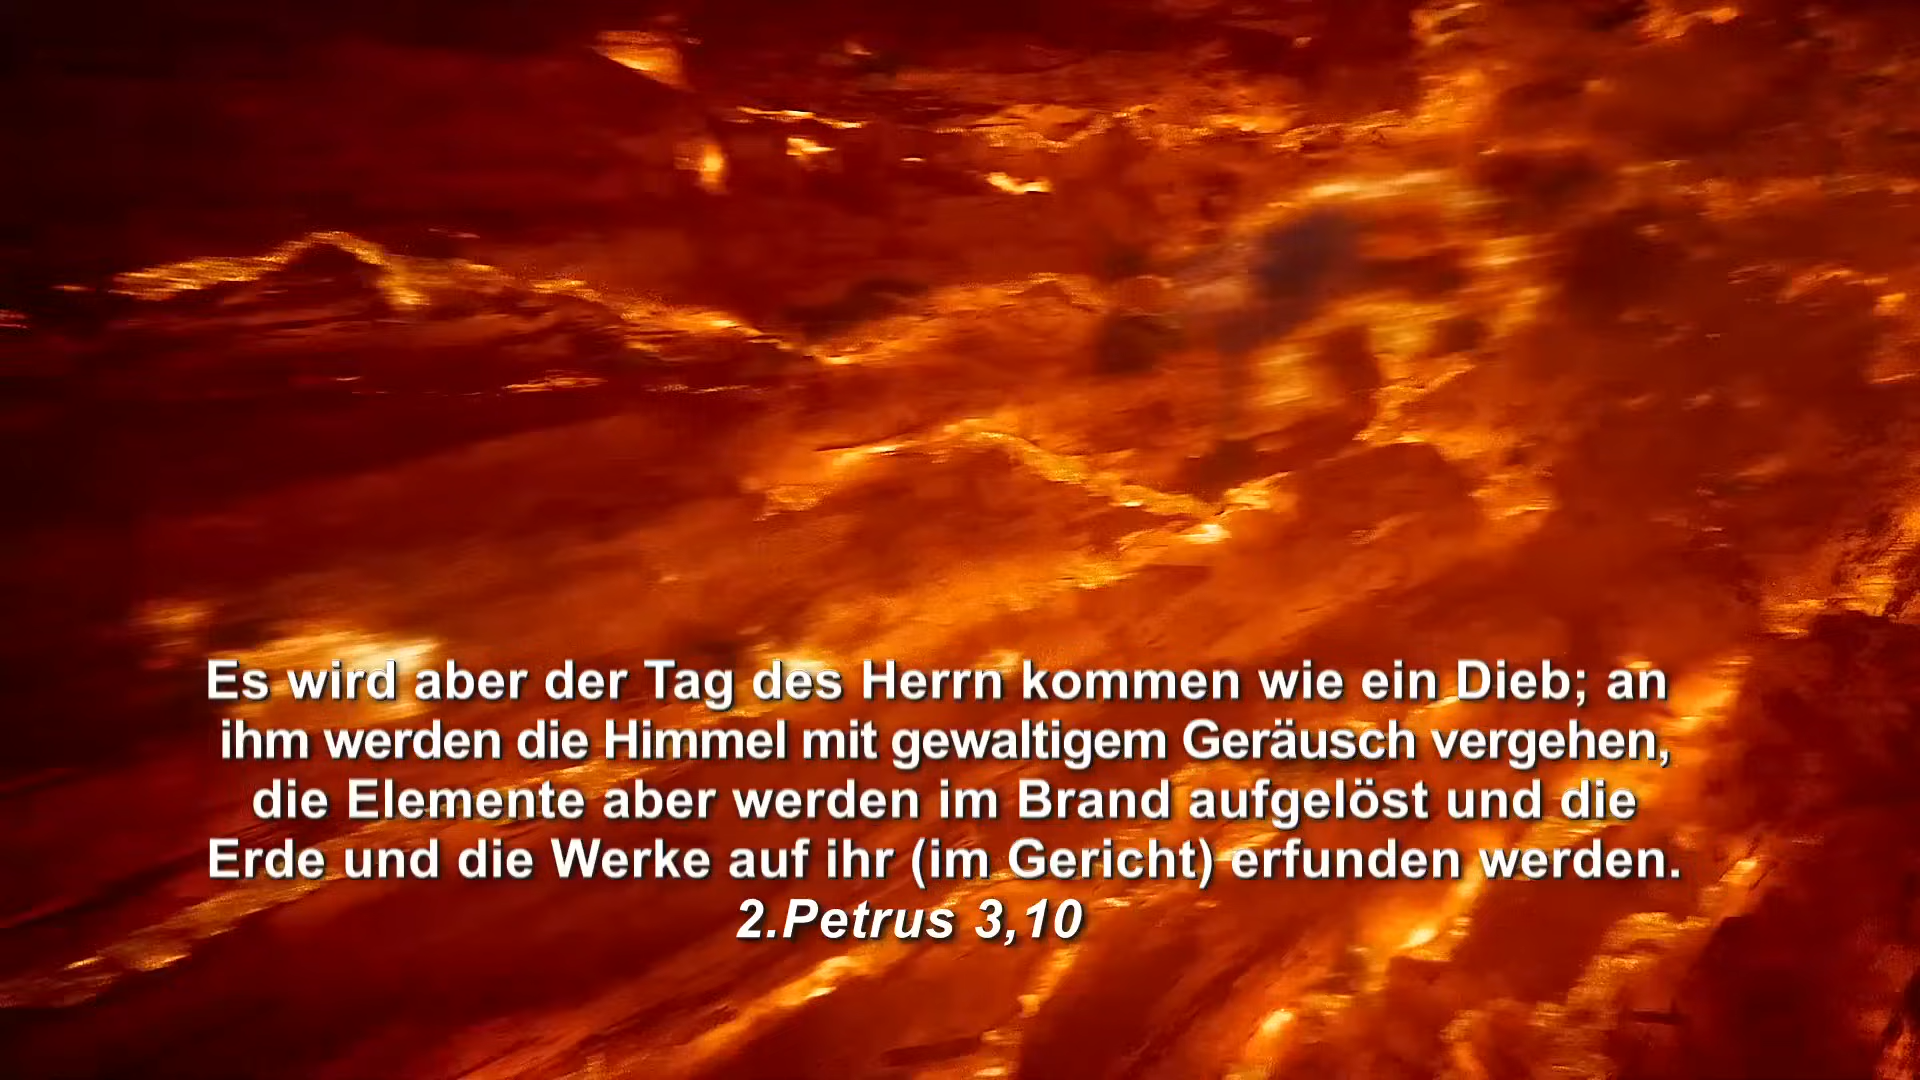 Es wird aber der Tag des Herrn kommen wie ein Dieb; an
ihm werden die Himmel mit gewaltigem Geräusch vergehen,
die Elemente aber werden im Brand aufgelöst und die
Erde und die Werke auf ihr (im Gericht) erfunden werden.
2.Petrus 3,10